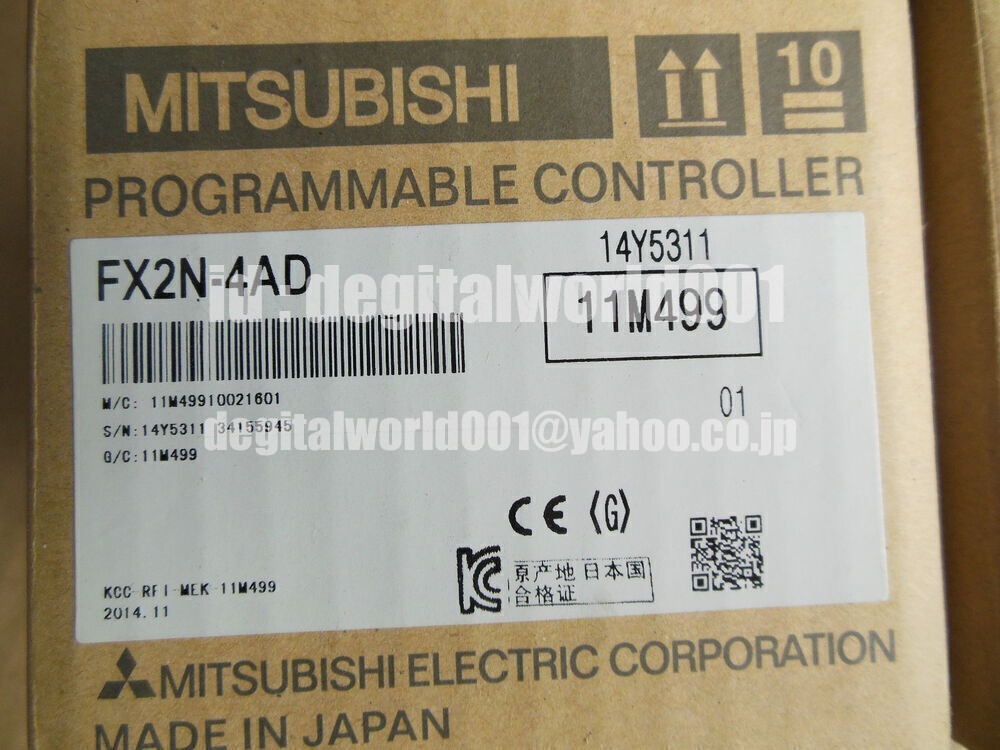 MITSUBISHI
10
PROGRAMMABLE CONTROLLER
FX2N-4AD
14Y5311
id : degitalworld001
11M499
M/C: 11M49910021601
01
S/N:14Y5311 34155945
degitalworld001@yahoo.co.jp
G/C:11M499
CE 〈G〉
KCC-RFI-MEK-11M499
原产地 日本国
合格证
2014.11
MITSUBISHI ELECTRIC CORPORATION
MADE IN JAPAN